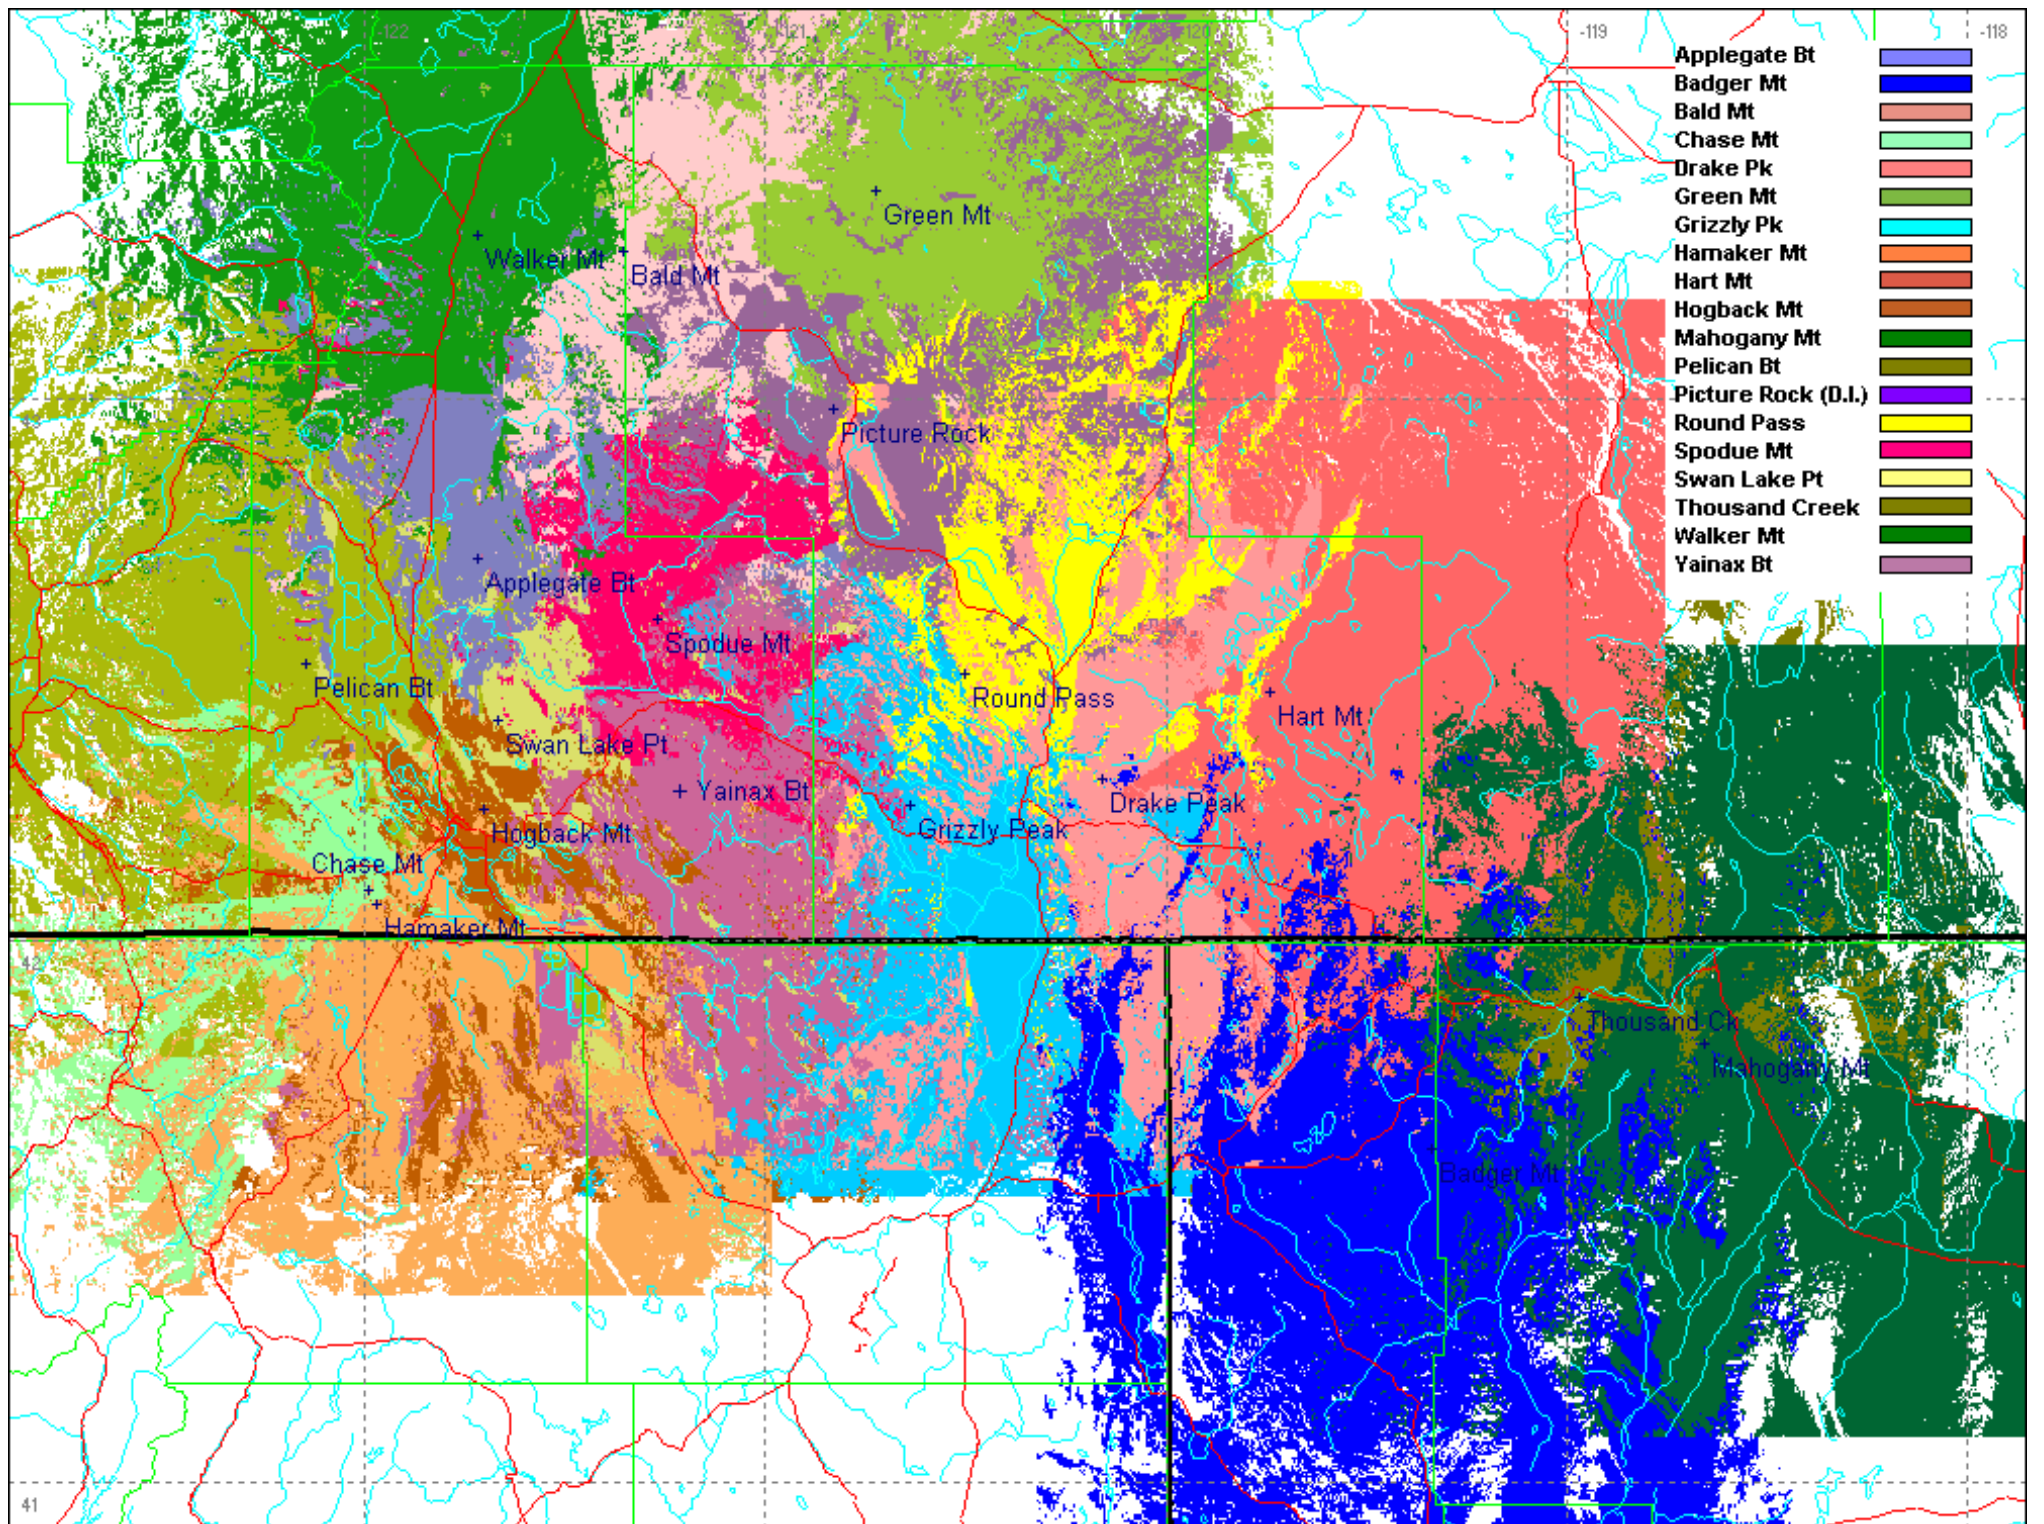 -122
-121
-120
-119
-118
Applegate Bt
Badger Mt
Bald Mt
Chase Mt
Drake Pk
Green Mt
Grizzly Pk
Hamaker Mt
Hart Mt
Hogback Mt
Mahogany Mt
Pelican Bt
Picture Rock (D.I.)
Round Pass
Spodue Mt
Swan Lake Pt
Thousand Creek
Walker Mt
Yainax Bt
Green Mt
Walker Mt
Bald Mt
Picture Rock
Applegate Bt
Spodue Mt
Pelican Bt
Round Pass
Hart Mt
Swan Lake Pt
Yainax Bt
Drake Peak
Grizzly Peak
Hogback Mt
Chase Mt
Hamaker Mt
42
Thousand Ck
Mahogany Mt
Badger Mt
41